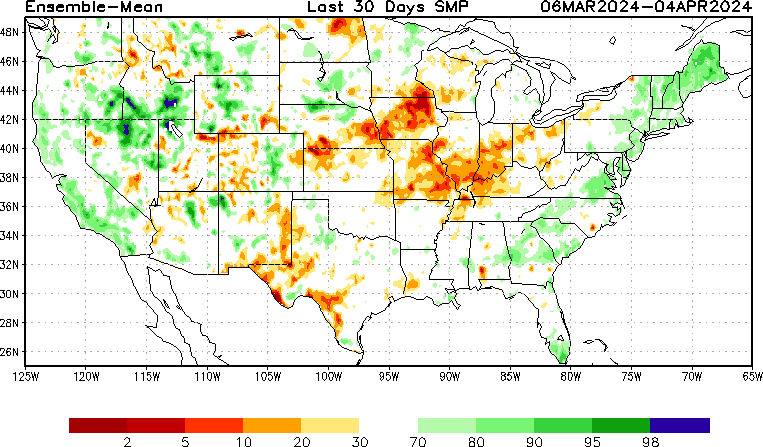 Ensemble-Mean Last 30 Days SMP 06MAR2024-04APR2024
48N
46N
44N
42N
40N
38N
36N
34N
32N
30N
28N
26N
125W 120W 115W 110W 105W 100W 95W 90W 85W 80W 75W 70W 65W
2 5 10 20 30 70 80 90 95 98